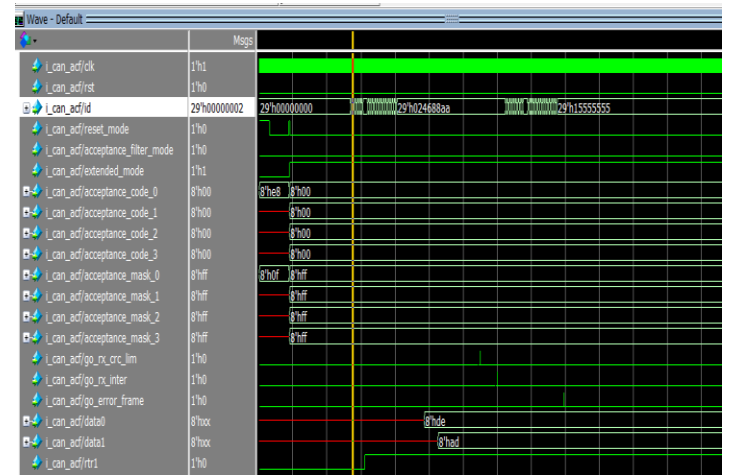 Wave - Default
Msgs
i_can_acf/clk 1'h1
i_can_acf/rst 1'h0
i_can_acf/id 29'h00000002 29'h00000000 29'h024688aa 29'h15555555
i_can_acf/reset_mode 1'h0
i_can_acf/acceptance_filter_mode 1'h0
i_can_acf/extended_mode 1'h1
i_can_acf/acceptance_code_0 8'h00 8'he8 8'h00
i_can_acf/acceptance_code_1 8'h00 8'h00
i_can_acf/acceptance_code_2 8'h00 8'h00
i_can_acf/acceptance_code_3 8'h00 8'h00
i_can_acf/acceptance_mask_0 8'hff 8'h0f 8'hff
i_can_acf/acceptance_mask_1 8'hff 8'hff
i_can_acf/acceptance_mask_2 8'hff 8'hff
i_can_acf/acceptance_mask_3 8'hff 8'hff
i_can_acf/go_rx_crc_lim 1'h0
i_can_acf/go_rx_inter 1'h0
i_can_acf/go_error_frame 1'h0
i_can_acf/data0 8'hxx 8'hde
i_can_acf/data1 8'hxx 8'had
i_can_acf/rtr1 1'h0